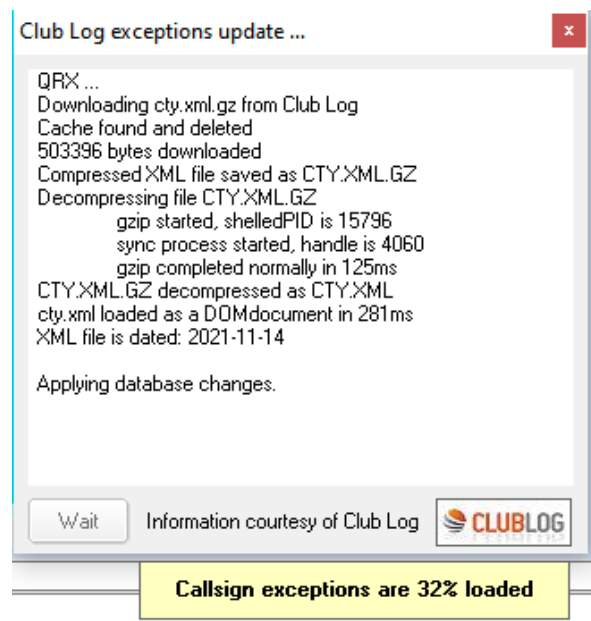 Club Log exceptions update ...
x
QRX ...
Downloading cty.xml.gz from Club Log
Cache found and deleted
503396 bytes downloaded
Compressed XML file saved as CTY.XML.GZ
Decompressing file CTY.XML.GZ
gzip started, shelledPID is 15796
sync process started, handle is 4060
gzip completed normally in 125ms
CTY.XML.GZ decompressed as CTY.XML
cty.xml loaded as a DOMdocument in 281ms
XML file is dated: 2021-11-14
Applying database changes.
Wait
Information courtesy of Club Log
CLUBLOG
Callsign exceptions are 32% loaded